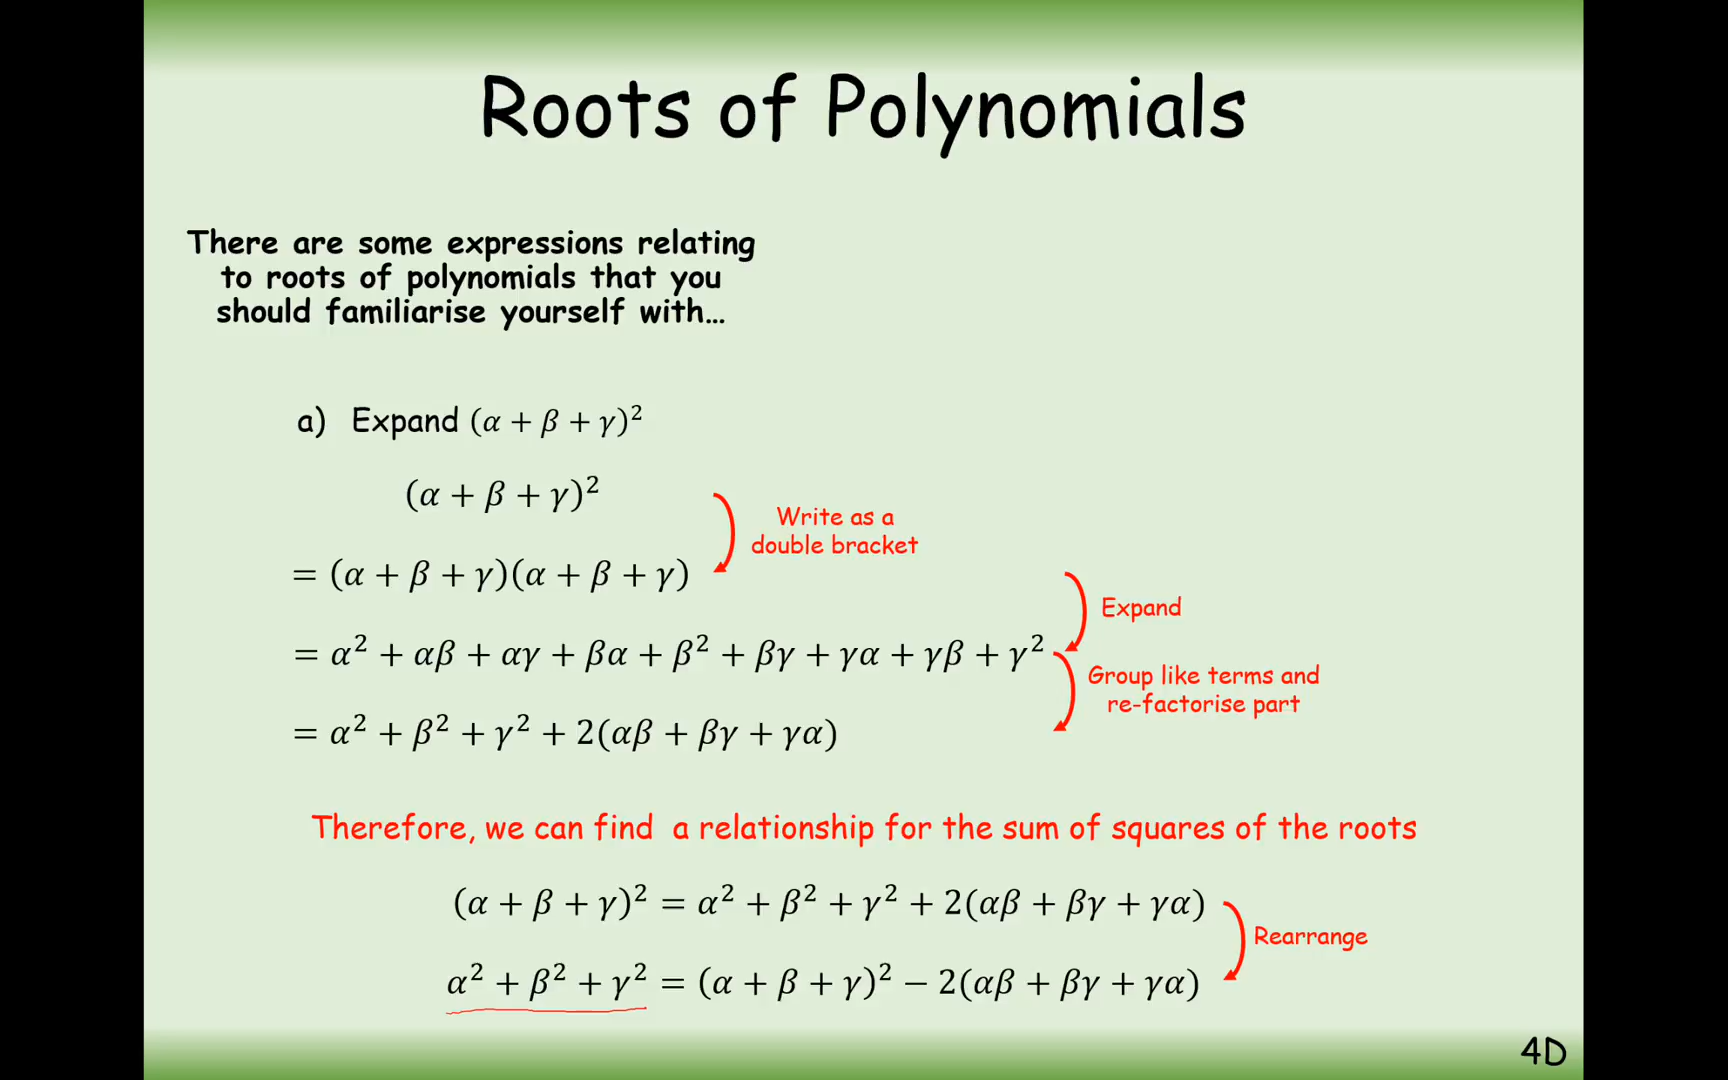 Roots of Polynomials
There are some expressions relating
to roots of polynomials that you
should familiarise yourself with…
a) Expand (α + β + γ)²
(α + β + γ)²
Write as a
double bracket
= (α + β + γ)(α + β + γ)
Expand
= α² + αβ + αγ + βα + β² + βγ + γα + γβ + γ²
Group like terms and
re-factorise part
= α² + β² + γ² + 2(αβ + βγ + γα)
Therefore, we can find a relationship for the sum of squares of the roots
(α + β + γ)² = α² + β² + γ² + 2(αβ + βγ + γα)
Rearrange
α² + β² + γ² = (α + β + γ)² − 2(αβ + βγ + γα)
4D